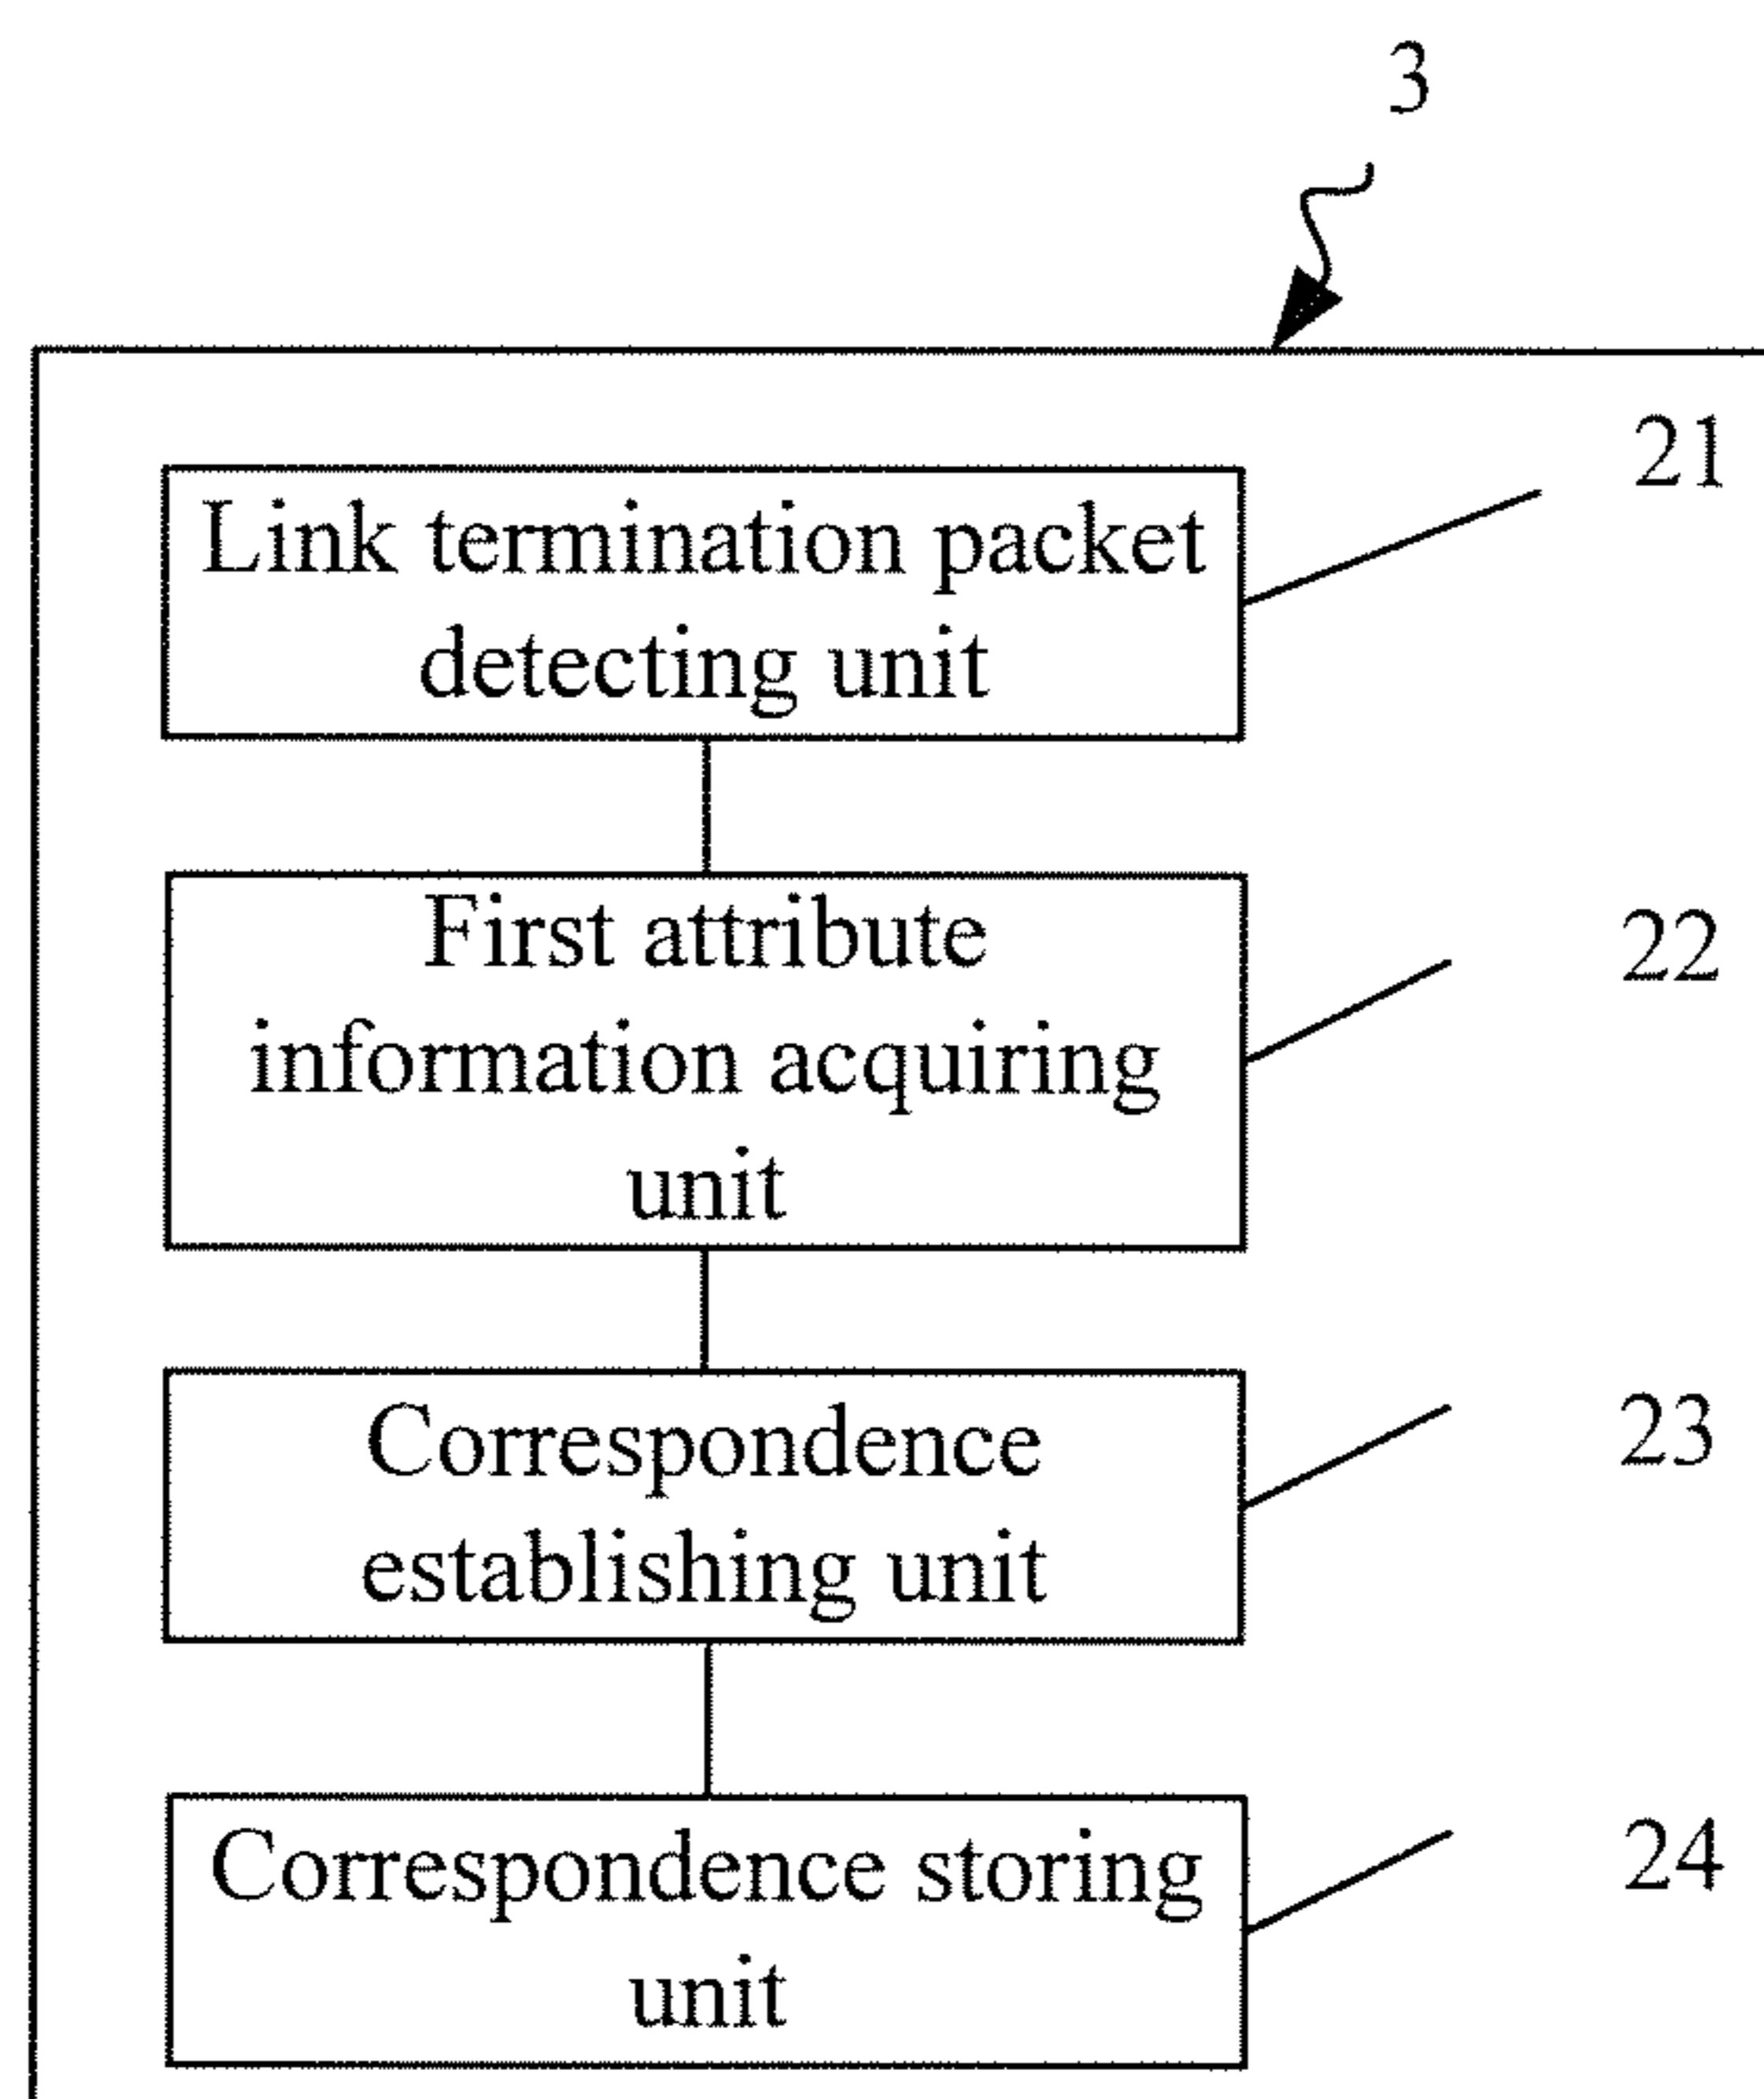 3
21
Link termination packet
detecting unit
22
First attribute
information acquiring
unit
23
Correspondence
establishing unit
24
Correspondence storing
unit